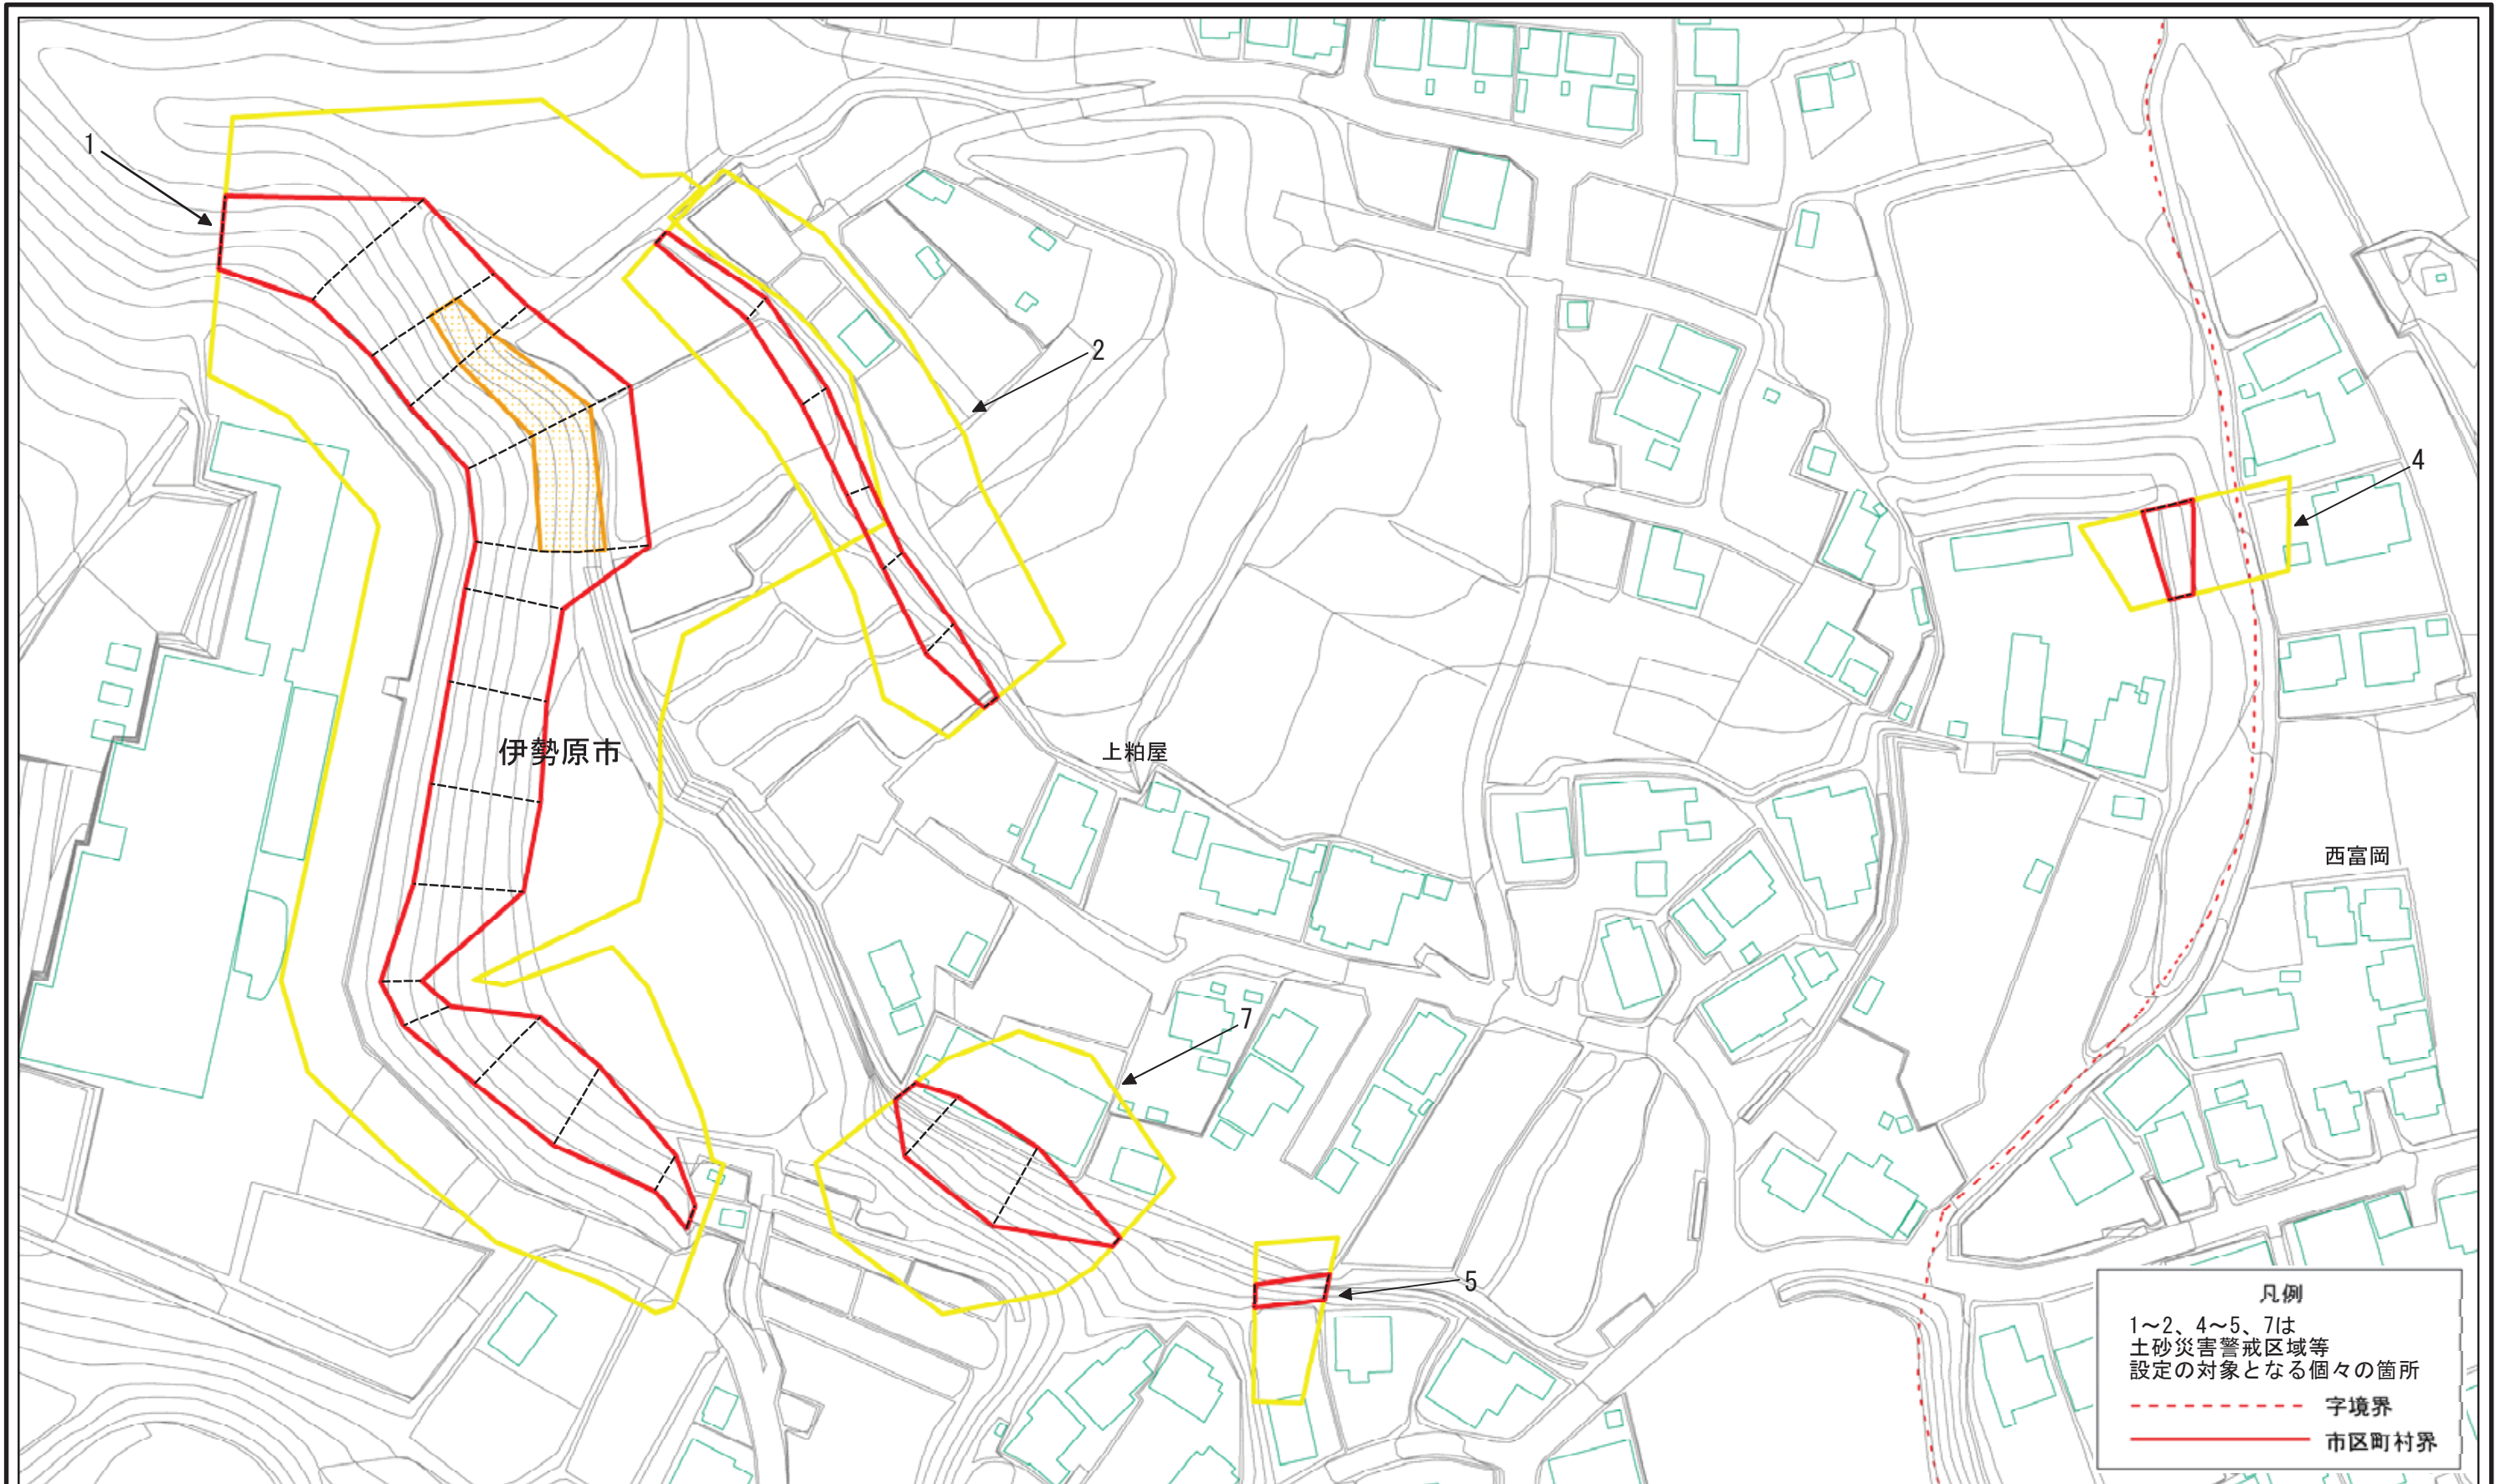 1
2
4
伊勢原市
上粕屋
西富岡
7
5
凡例
1～2、4～5、7は
土砂災害警戒区域等
設定の対象となる個々の箇所
字境界
市区町村界